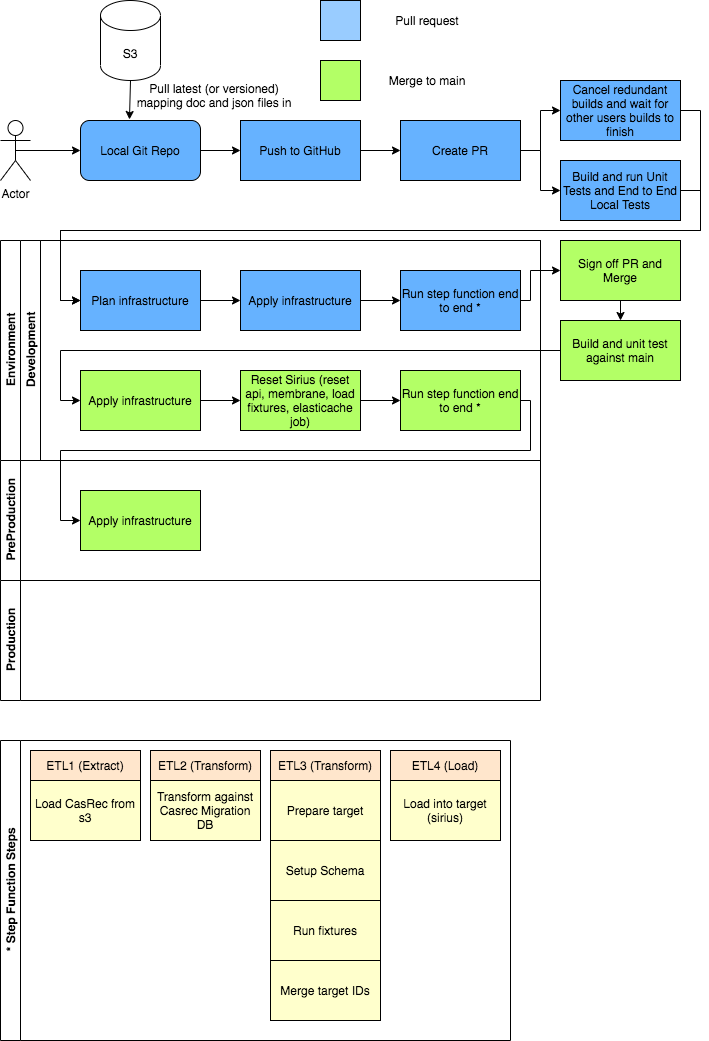 S3
Pull request
Merge to main
Pull latest (or versioned)
mapping doc and json files in
Actor
Local Git Repo
Push to GitHub
Create PR
Cancel redundant
builds and wait for
other users builds to
finish
Build and run Unit
Tests and End to End
Local Tests
Environment
Development
Plan infrastructure
Apply infrastructure
Run step function end
to end *
Sign off PR and
Merge
Build and unit test
against main
Apply infrastructure
Reset Sirius (reset
api, membrane, load
fixtures, elasticache
job)
Run step function end
to end *
PreProduction
Apply infrastructure
Production
* Step Function Steps
ETL1 (Extract)
Load CasRec from
s3
ETL2 (Transform)
Transform against
Casrec Migration
DB
ETL3 (Transform)
Prepare target
Setup Schema
Run fixtures
Merge target IDs
ETL4 (Load)
Load into target
(sirius)